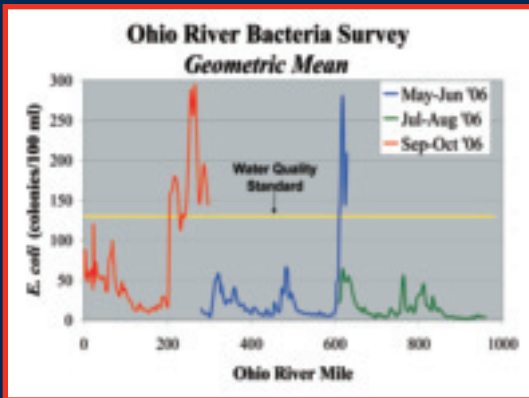 Ohio River Bacteria Survey
Geometric Mean
E. coli (colonies/100 ml)
300
250
200
150
100
50
0
May-Jun '06
Jul-Aug '06
Sep-Oct '06
Water Quality
Standard
0 200 400 600 800 1000
Ohio River Mile